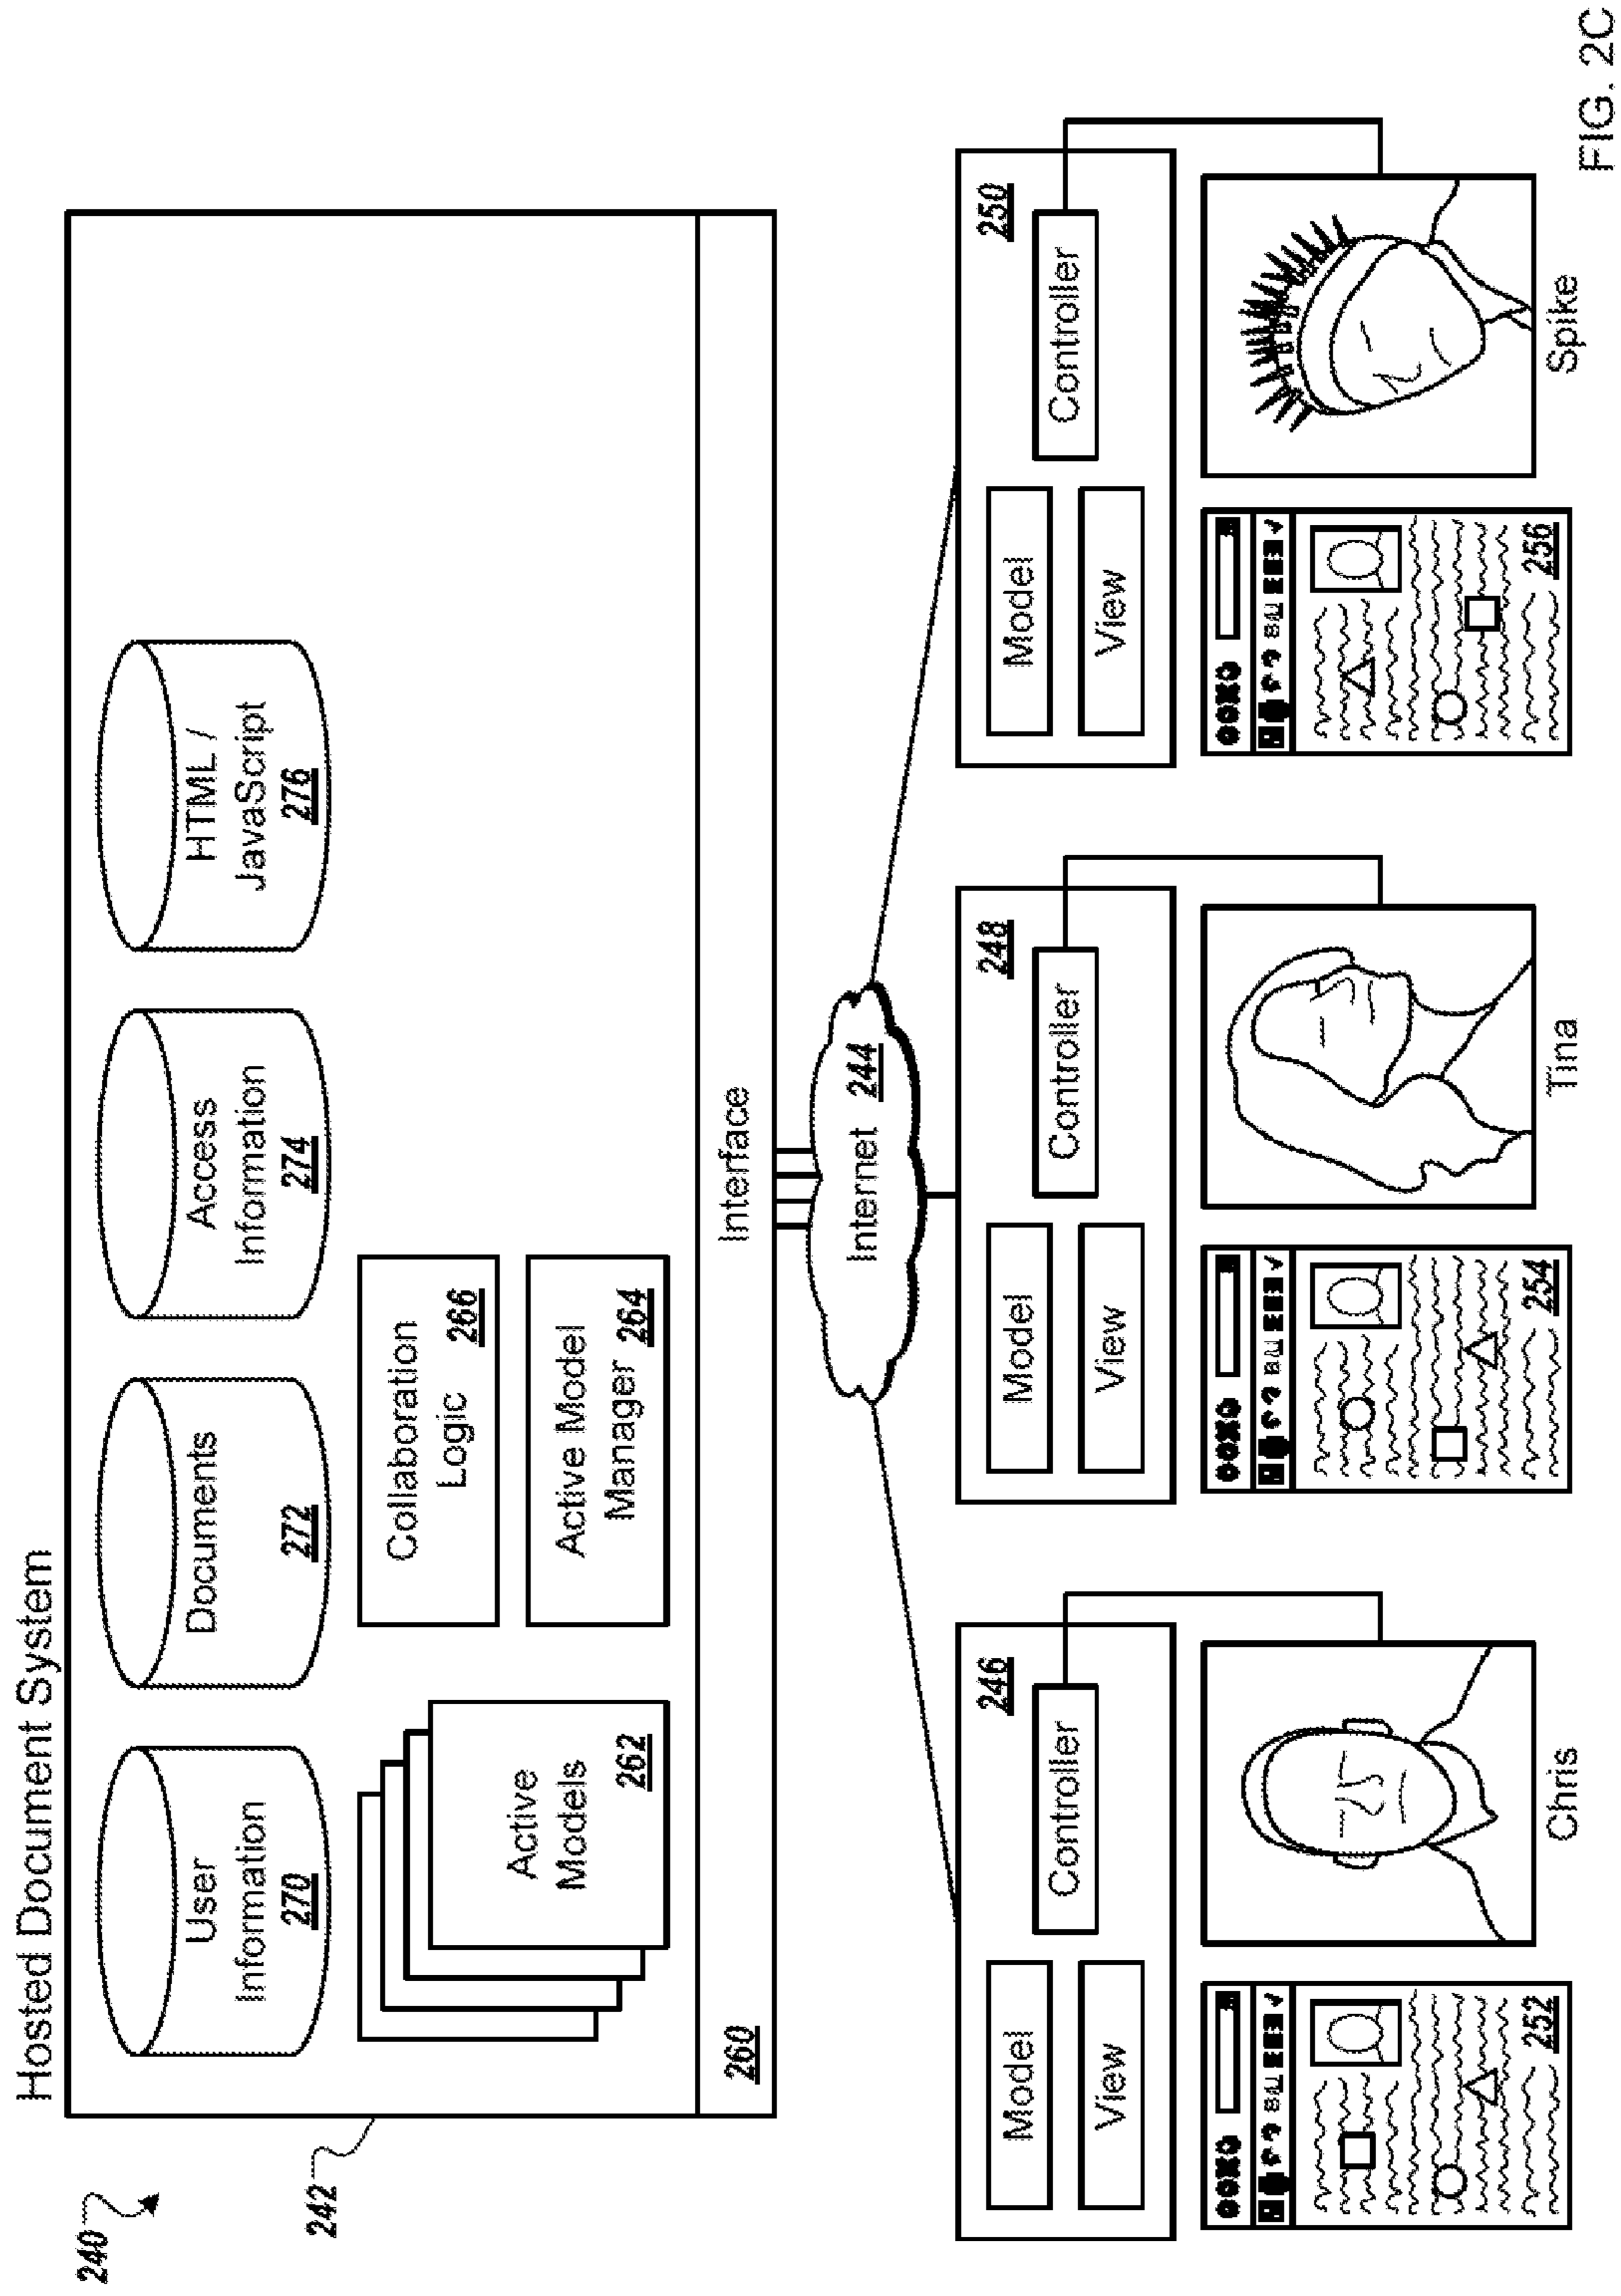 240
Hosted Document System
242
User
Information
270
Documents
272
Access
Information
274
HTML /
JavaScript
276
Active
Models
262
Collaboration
Logic 266
Active Model
Manager 264
260
Interface
Internet 244
246
Model
Controller
View
248
Model
Controller
View
250
Model
Controller
View
252
Chris
254
Tina
256
Spike
FIG. 2C